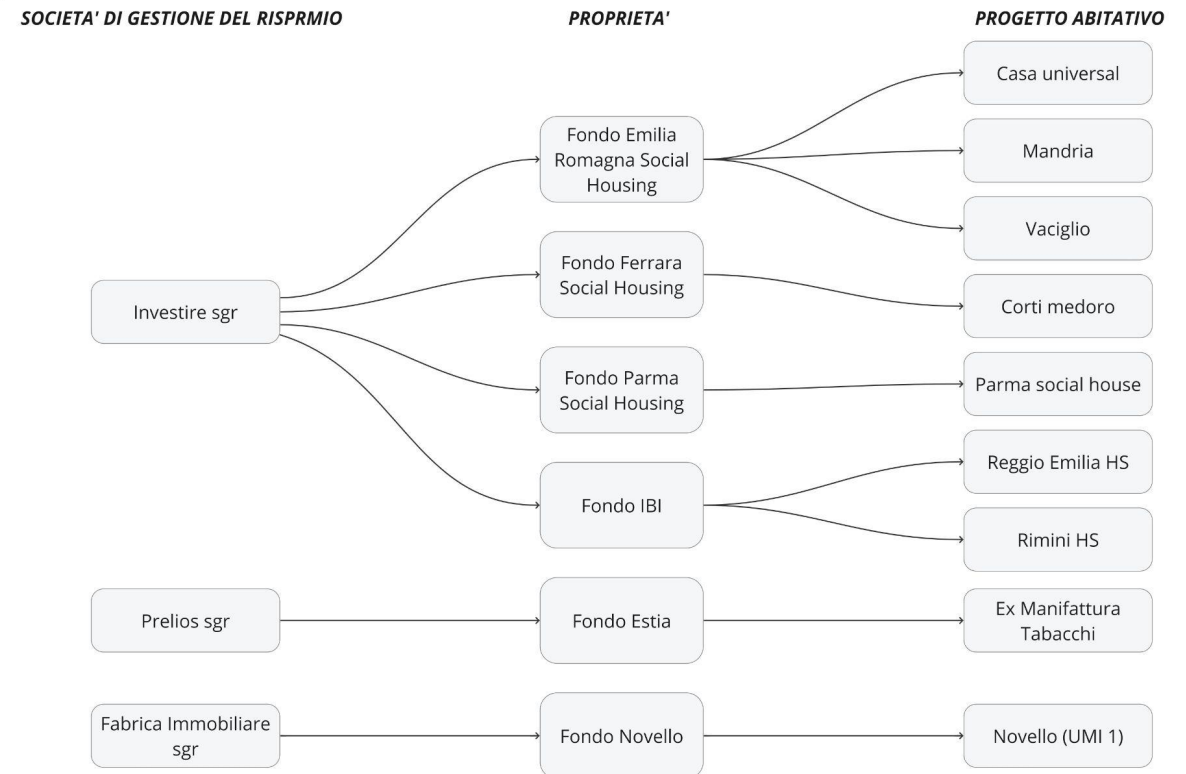 SOCIETA' DI GESTIONE DEL RISPRMIO
PROPRIETA'
PROGETTO ABITATIVO
Investire sgr
Prelios sgr
Fabrica Immobiliare
sgr
Fondo Emilia
Romagna Social
Housing
Fondo Ferrara
Social Housing
Fondo Parma
Social Housing
Fondo IBI
Fondo Estia
Fondo Novello
Casa universal
Mandria
Vaciglio
Corti medoro
Parma social house
Reggio Emilia HS
Rimini HS
Ex Manifattura
Tabacchi
Novello (UMI 1)